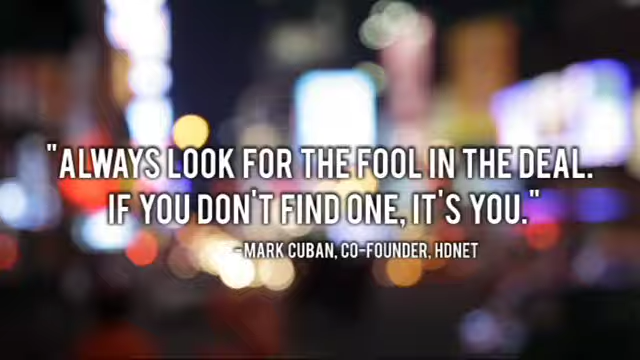 "ALWAYS LOOK FOR THE FOOL IN THE DEAL.
IF YOU DON'T FIND ONE, IT'S YOU."
- MARK CUBAN, CO-FOUNDER, HDNET